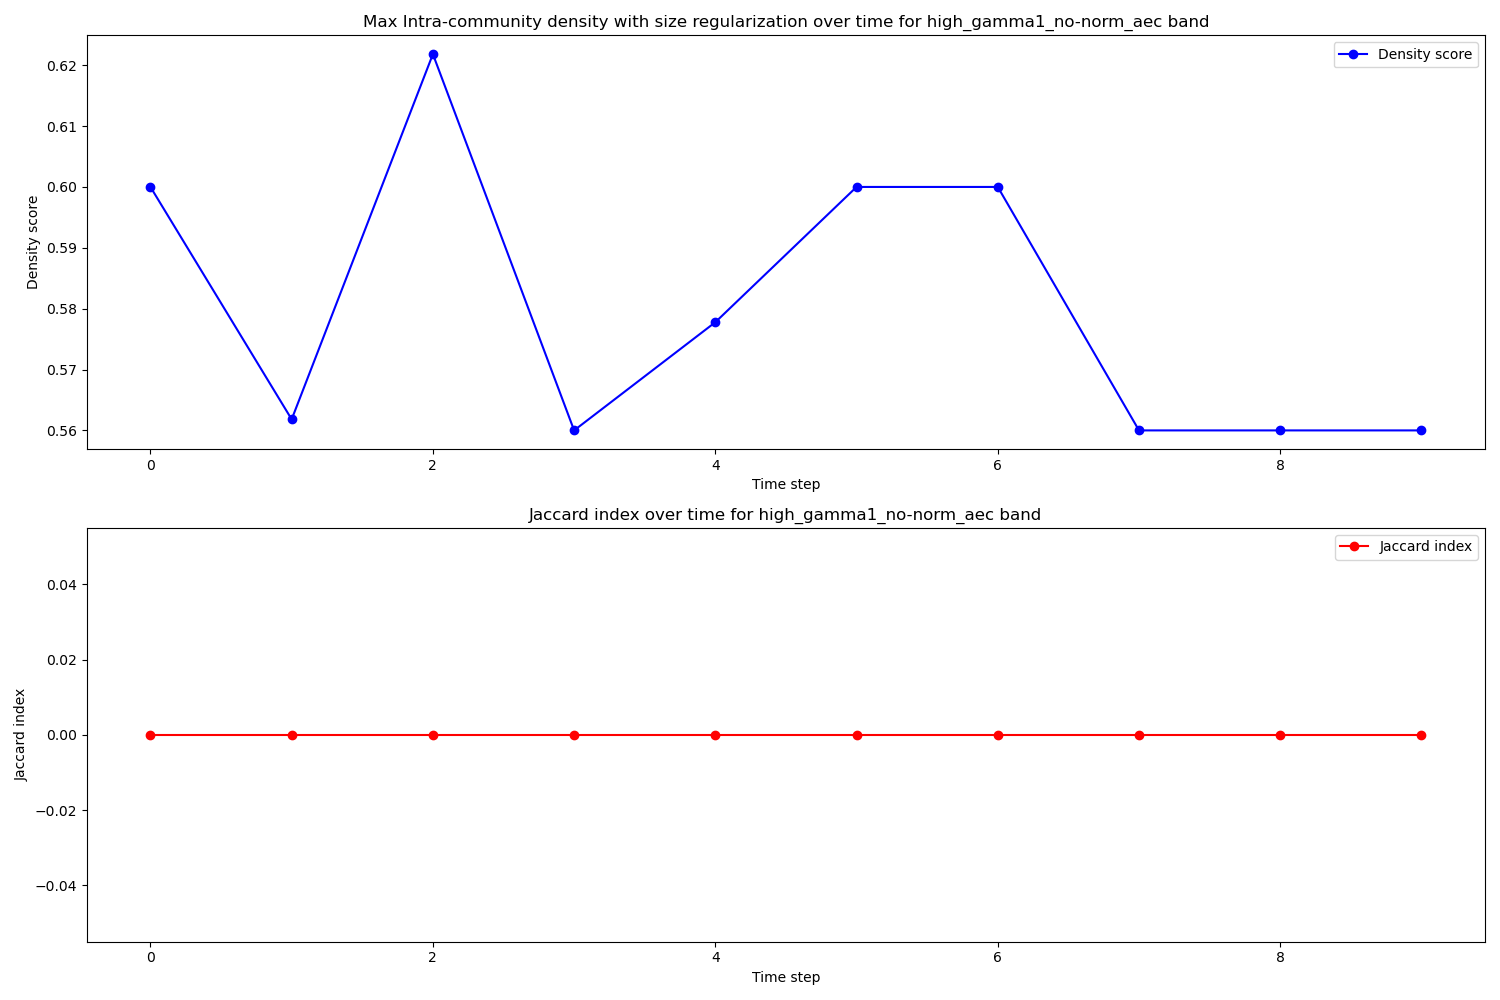 Max Intra-community density with size regularization over time for high_gamma1_no-norm_aec band
Density score
0.62
0.61
0.60
0.59
0.58
0.57
0.56
Density score
0 2 4 6 8
Time step
Jaccard index over time for high_gamma1_no-norm_aec band
Jaccard index
0.04
0.02
0.00
−0.02
−0.04
Jaccard index
0 2 4 6 8
Time step